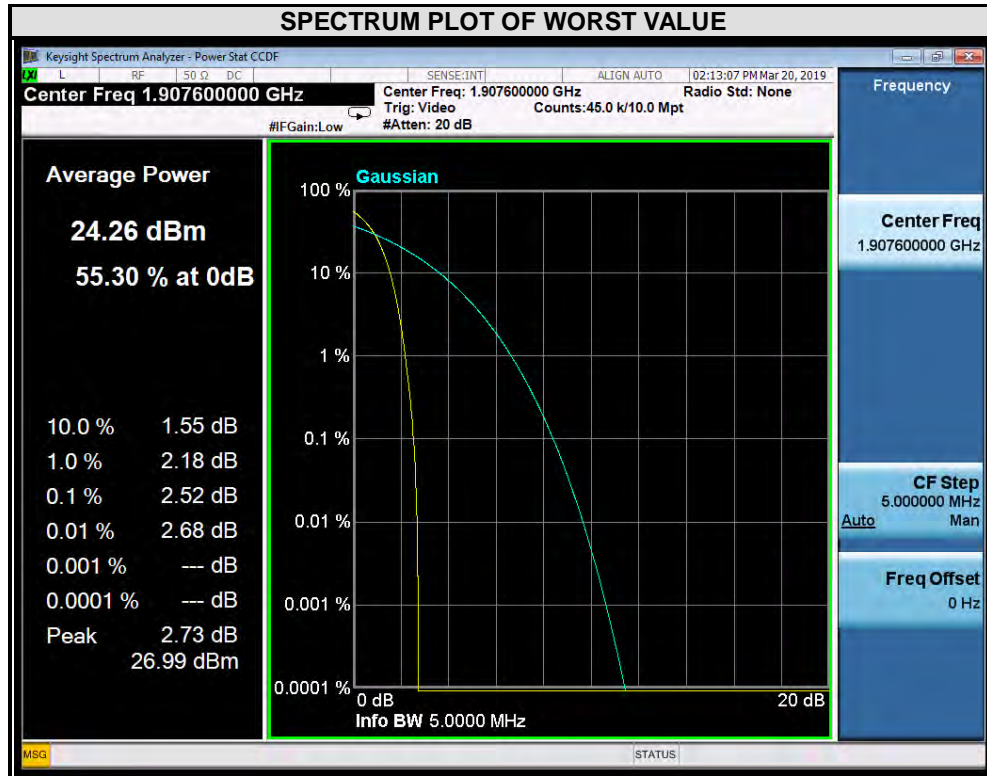 SPECTRUM PLOT OF WORST VALUE
Keysight Spectrum Analyzer - Power Stat CCDF
LXI L RF 50 Ω DC SENSE:INT ALIGN AUTO 02:13:07 PM Mar 20, 2019
Center Freq 1.907600000 GHz
Center Freq: 1.907600000 GHz Radio Std: None
Trig: Video Counts:45.0 k/10.0 Mpt
#IFGain:Low #Atten: 20 dB
Average Power
24.26 dBm
55.30 % at 0dB
10.0 % 1.55 dB
1.0 % 2.18 dB
0.1 % 2.52 dB
0.01 % 2.68 dB
0.001 % --- dB
0.0001 % --- dB
Peak 2.73 dB
26.99 dBm
Gaussian
100 %
10 %
1 %
0.1 %
0.01 %
0.001 %
0.0001 %
0 dB 20 dB
Info BW 5.0000 MHz
Frequency
Center Freq
1.907600000 GHz
CF Step
5.000000 MHz
Auto Man
Freq Offset
0 Hz
MSG STATUS